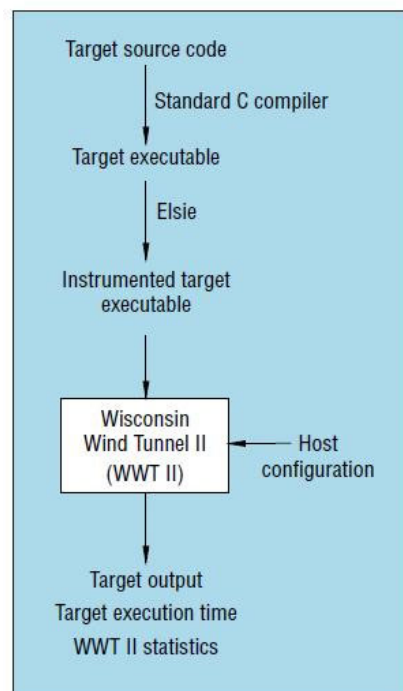 Target source code
Standard C compiler
Target executable
Elsie
Instrumented target
executable
Wisconsin
Wind Tunnel II
(WWT II)
Host
configuration
Target output
Target execution time
WWT II statistics